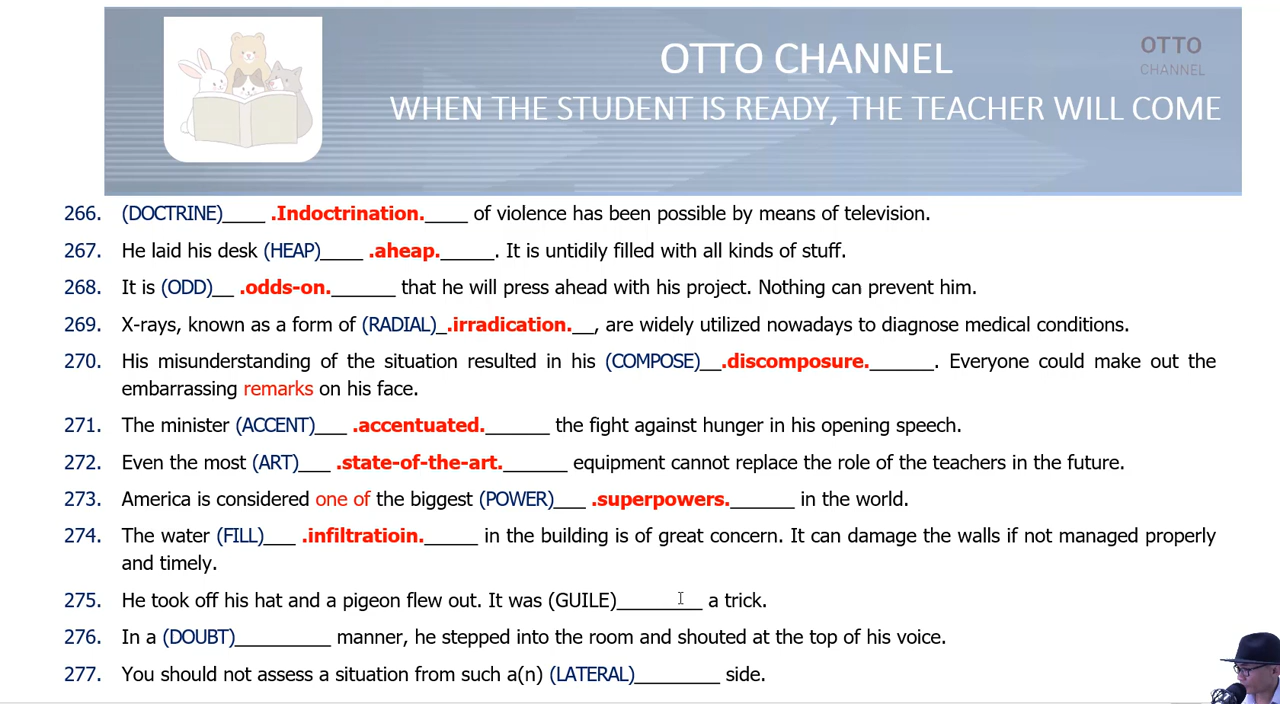 OTTO CHANNEL
WHEN THE STUDENT IS READY, THE TEACHER WILL COME
OTTO
CHANNEL
266. (DOCTRINE)____ .Indoctrination.____ of violence has been possible by means of television.
267. He laid his desk (HEAP)____ .aheap._____. It is untidily filled with all kinds of stuff.
268. It is (ODD)__ .odds-on.______ that he will press ahead with his project. Nothing can prevent him.
269. X-rays, known as a form of (RADIAL)_.irradication.__, are widely utilized nowadays to diagnose medical conditions.
270. His misunderstanding of the situation resulted in his (COMPOSE)__.discomposure.______. Everyone could make out the
embarrassing remarks on his face.
271. The minister (ACCENT)___ .accentuated.______ the fight against hunger in his opening speech.
272. Even the most (ART)___ .state-of-the-art.______ equipment cannot replace the role of the teachers in the future.
273. America is considered one of the biggest (POWER)___ .superpowers.______ in the world.
274. The water (FILL)___ .infiltratioin._____ in the building is of great concern. It can damage the walls if not managed properly
and timely.
275. He took off his hat and a pigeon flew out. It was (GUILE)________ a trick.
276. In a (DOUBT)_________ manner, he stepped into the room and shouted at the top of his voice.
277. You should not assess a situation from such a(n) (LATERAL)________ side.